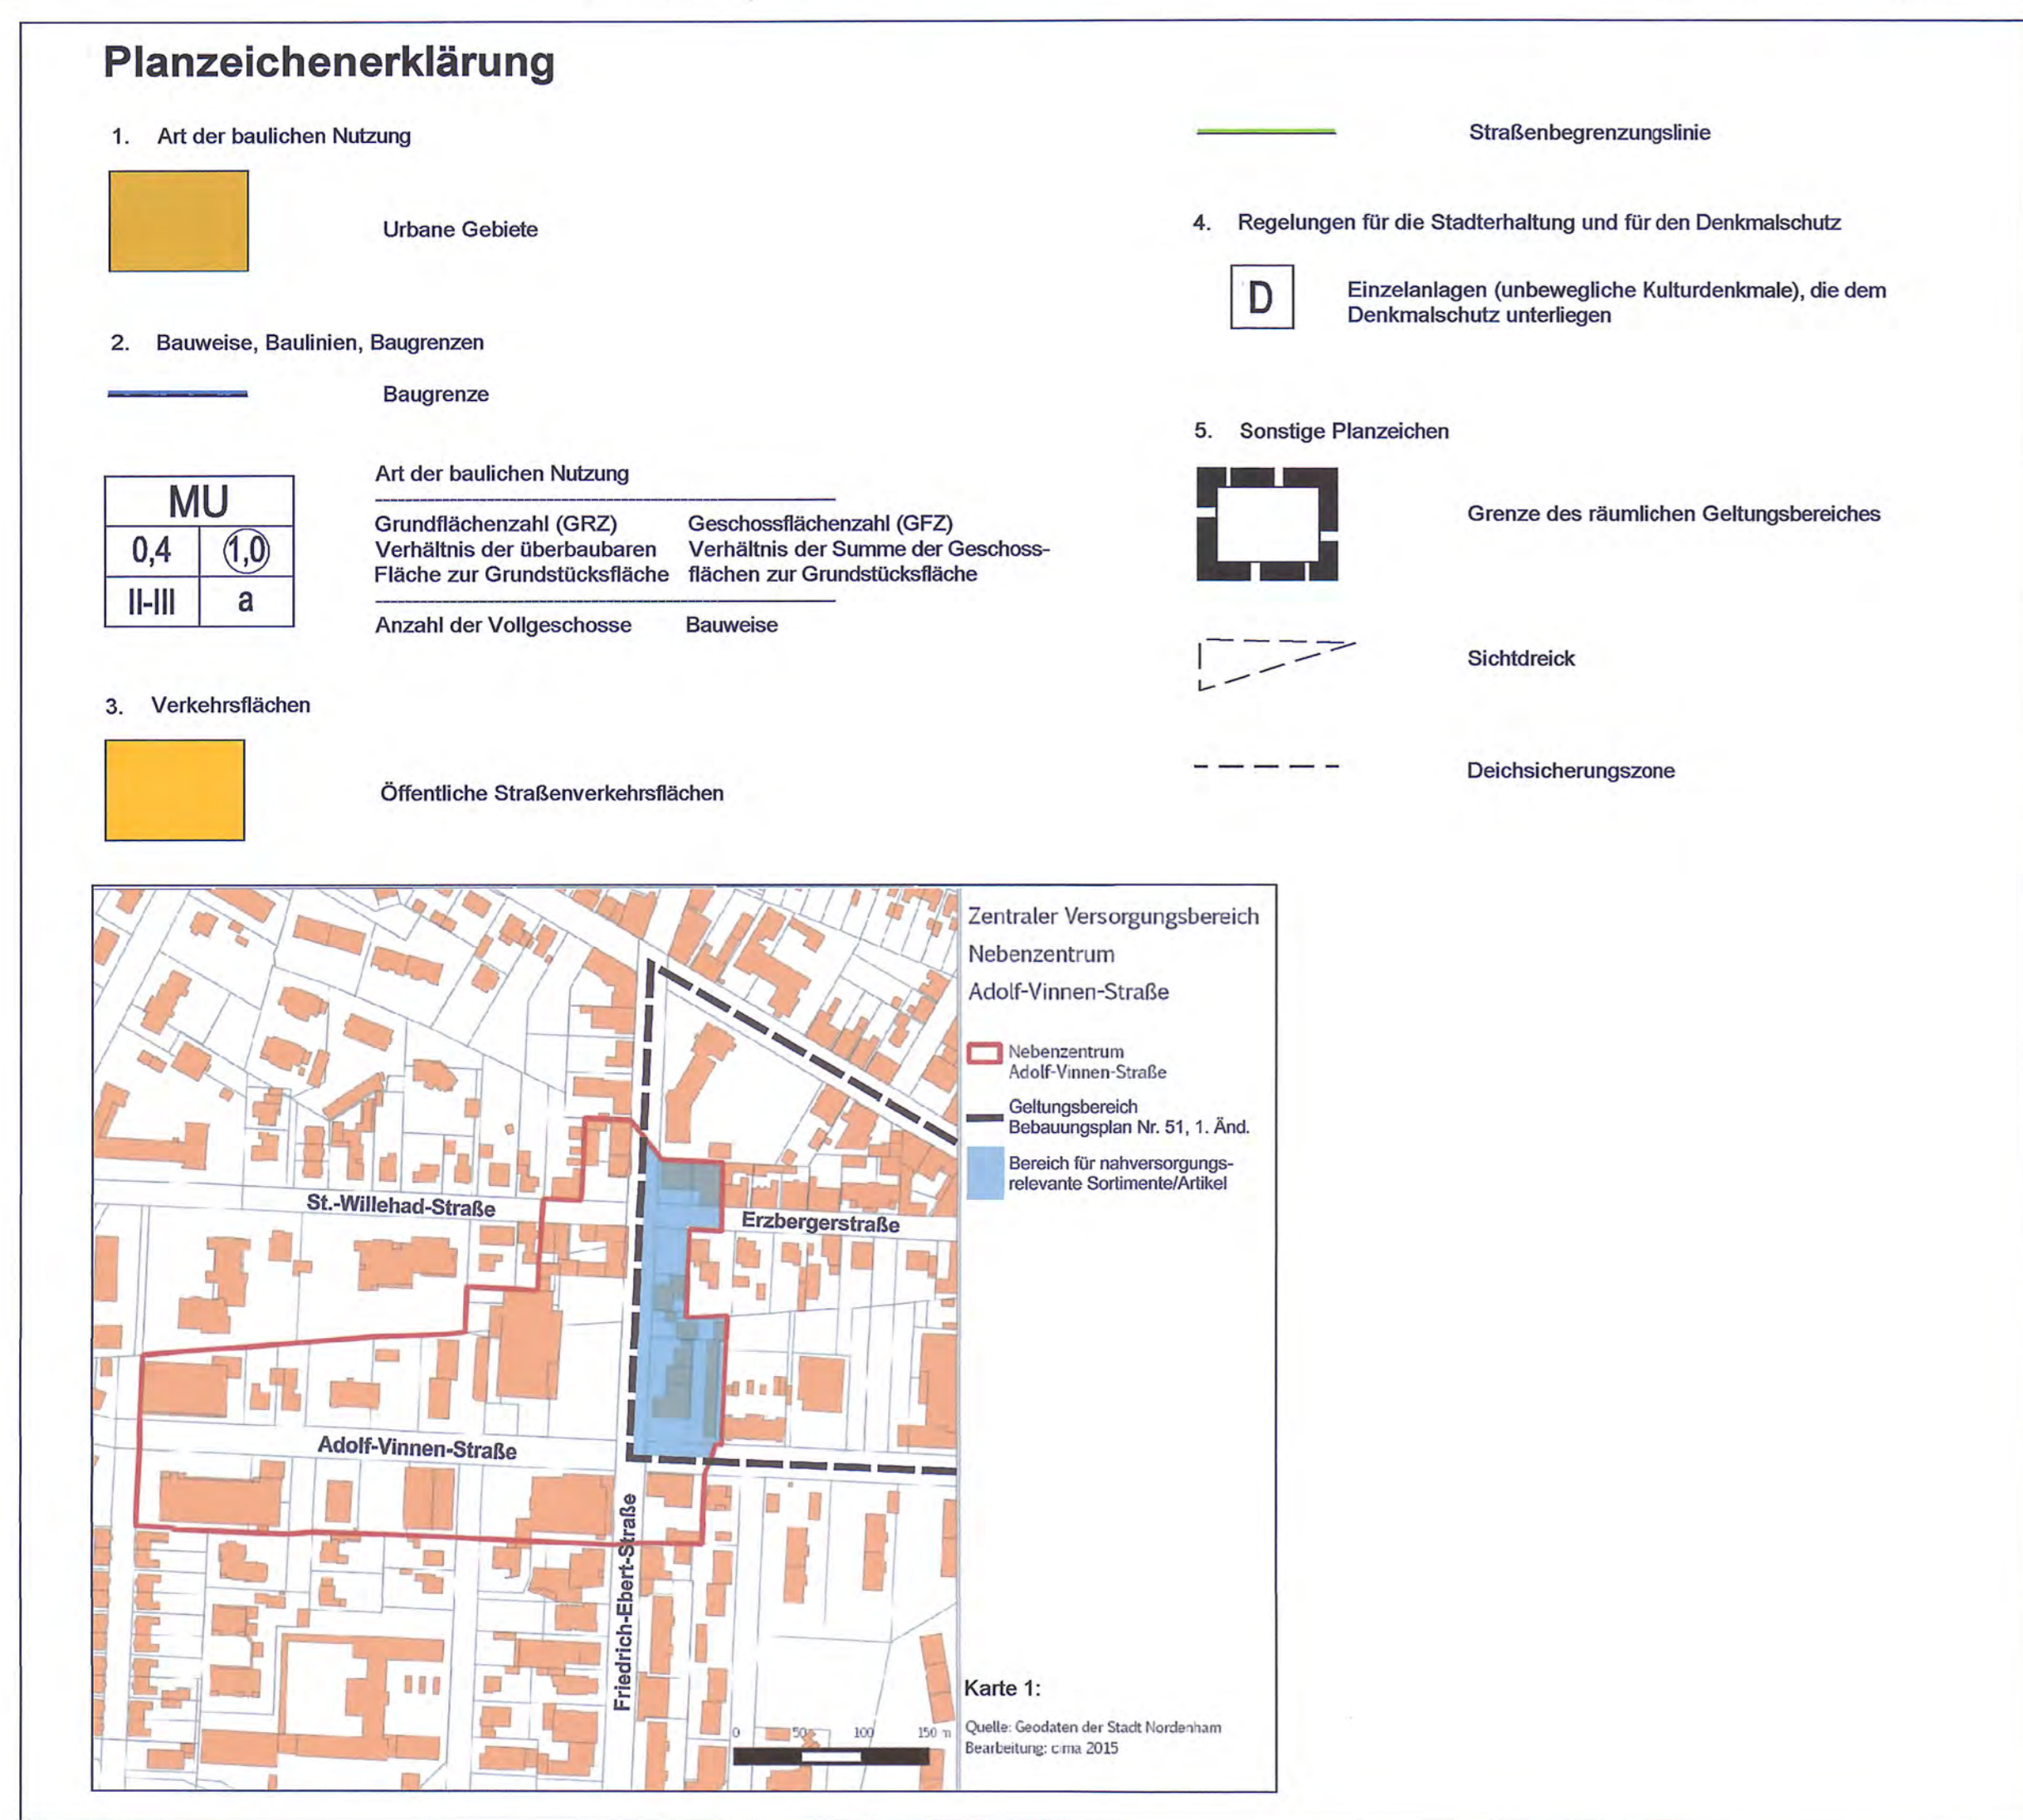 Planzeichenerklärung
1. Art der baulichen Nutzung
Urbane Gebiete
2. Bauweise, Baulinien, Baugrenzen
Baugrenze
MU
0,4 1,0
II-III a
Art der baulichen Nutzung
Grundflächenzahl (GRZ)
Verhältnis der überbaubaren
Fläche zur Grundstücksfläche
Geschossflächenzahl (GFZ)
Verhältnis der Summe der Geschoss-
flächen zur Grundstücksfläche
Anzahl der Vollgeschosse
Bauweise
3. Verkehrsflächen
Öffentliche Straßenverkehrsflächen
Straßenbegrenzungslinie
4. Regelungen für die Stadterhaltung und für den Denkmalschutz
D
Einzelanlagen (unbewegliche Kulturdenkmale), die dem
Denkmalschutz unterliegen
5. Sonstige Planzeichen
Grenze des räumlichen Geltungsbereiches
Sichtdreick
Deichsicherungszone
St.-Willehad-Straße
Erzbergerstraße
Adolf-Vinnen-Straße
Friedrich-Ebert-Straße
0 50 100 150 m
Zentraler Versorgungsbereich
Nebenzentrum
Adolf-Vinnen-Straße
Nebenzentrum
Adolf-Vinnen-Straße
Geltungsbereich
Bebauungsplan Nr. 51, 1. Änd.
Bereich für nahversorgungs-
relevante Sortimente/Artikel
Karte 1:
Quelle: Geodaten der Stadt Nordenham
Bearbeitung: cima 2015